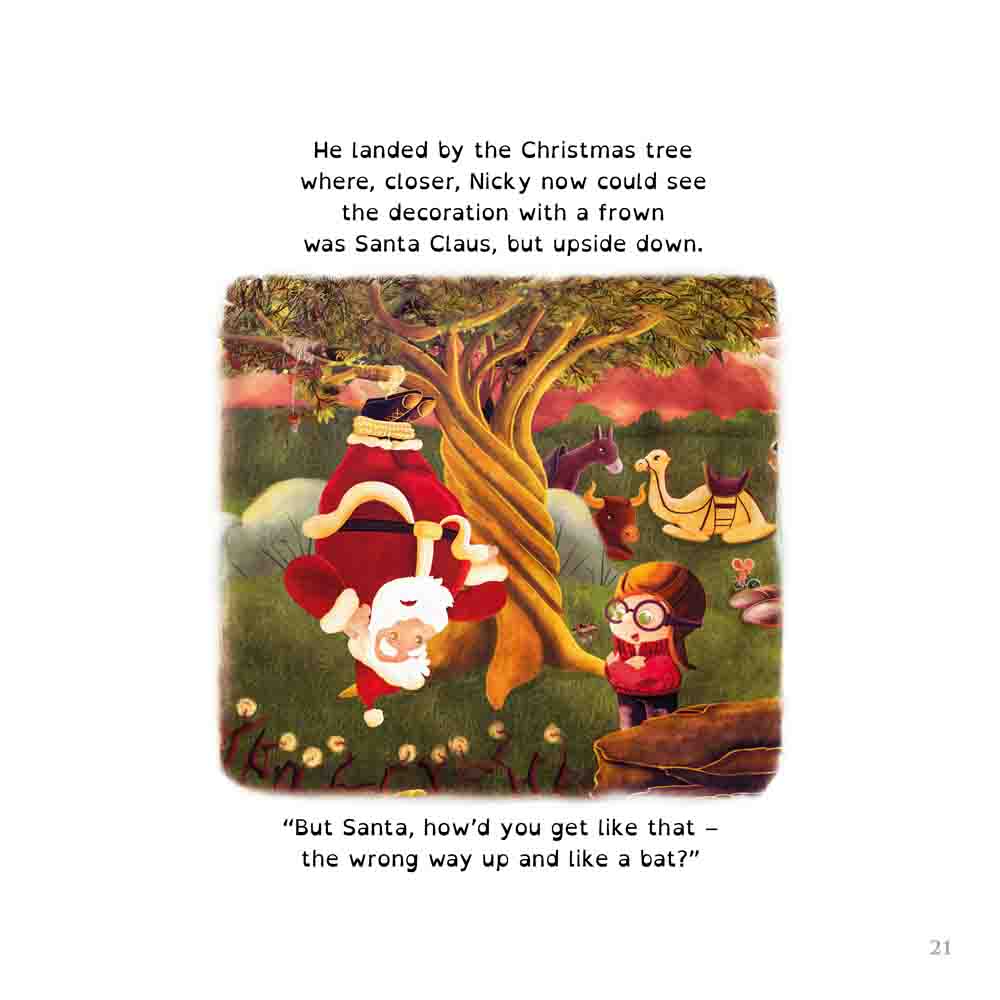 He landed by the Christmas tree
where, closer, Nicky now could see
the decoration with a frown
was Santa Claus, but upside down.
“But Santa, how’d you get like that –
the wrong way up and like a bat?”
21